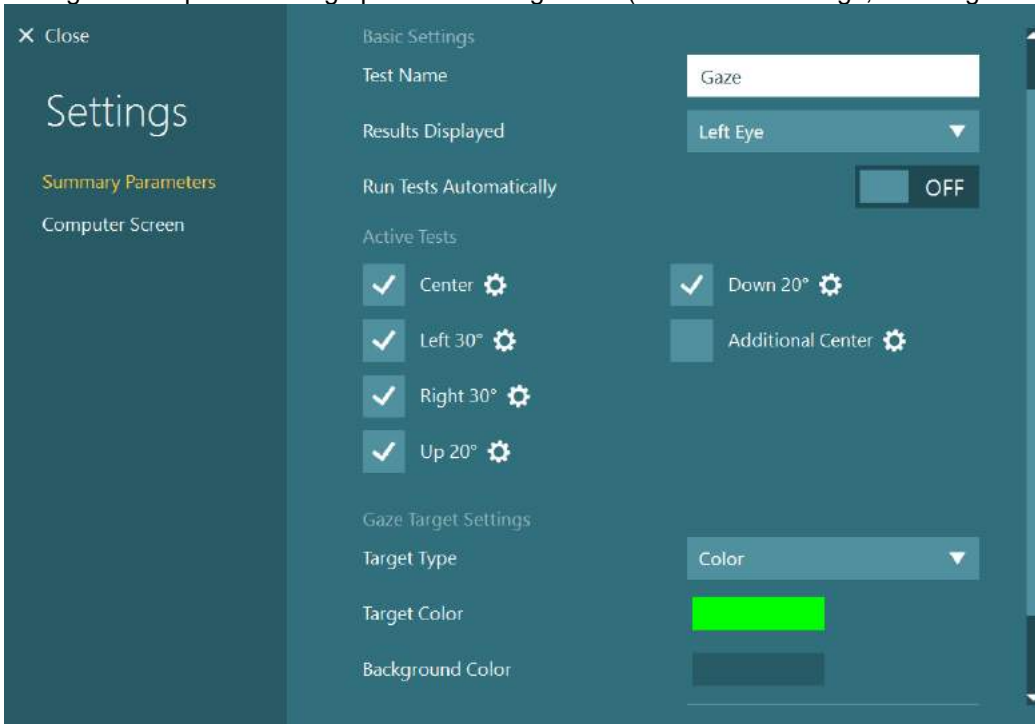 Close
Settings
Summary Parameters
Computer Screen
Basic Settings
Test Name
Gaze
Results Displayed
Left Eye
Run Tests Automatically
OFF
Active Tests
Center
Down 20°
Left 30°
Additional Center
Right 30°
Up 20°
Gaze Target Settings
Target Type
Color
Target Color
Background Color